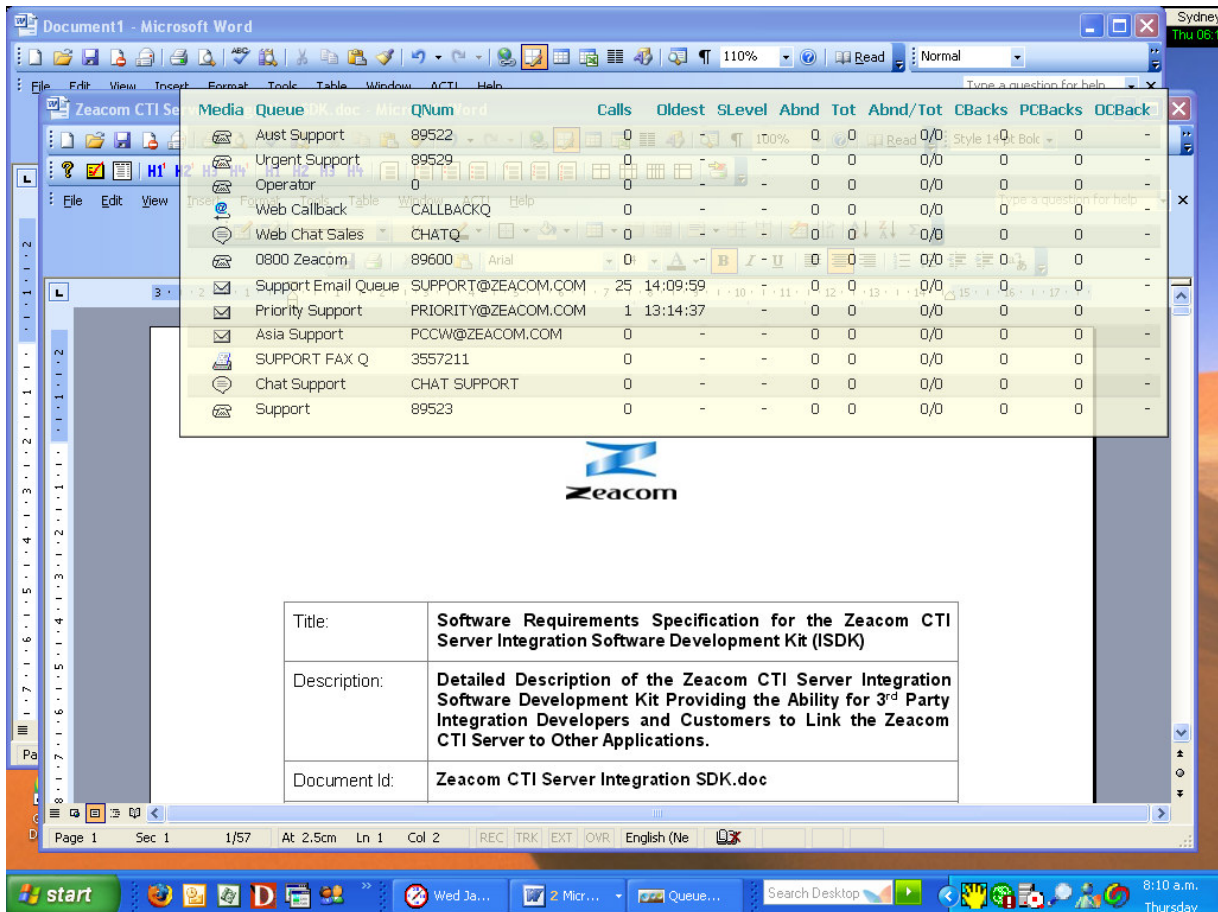 Document1 - Microsoft Word
Sydney
110% Read Normal
File Edit View Insert Format Tools Table Window ACT! Help Type a question for help
Media Queue QNum Calls Oldest SLevel Abnd Tot Abnd/Tot CBacks PCBacks OCBack
Aust Support 89522 0 - - 0 0 0/0 0 0 -
Urgent Support 89529 0 - - 0 0 0/0 0 0 -
Operator 0 0 - - 0 0 0/0 0 0 -
Web Callback CALLBACKQ 0 - - 0 0 0/0 0 0 -
Web Chat Sales CHATQ 0 - - 0 0 0/0 0 0 -
0800 Zeacom 89600 0 - - 0 0 0/0 0 0 -
Support Email Queue SUPPORT@ZEACOM.COM 25 14:09:59 - 0 0 0/0 0 0 -
Priority Support PRIORITY@ZEACOM.COM 1 13:14:37 - 0 0 0/0 0 0 -
Asia Support PCCW@ZEACOM.COM 0 - - 0 0 0/0 0 0 -
SUPPORT FAX Q 3557211 0 - - 0 0 0/0 0 0 -
Chat Support CHAT SUPPORT 0 - - 0 0 0/0 0 0 -
Support 89523 0 - - 0 0 0/0 0 0 -
File Edit View Insert Format Tools Table Window ACT! Help Type a question for help
Arial
zeacom
Title: Software Requirements Specification for the Zeacom CTI
Server Integration Software Development Kit (ISDK)
Description: Detailed Description of the Zeacom CTI Server Integration
Software Development Kit Providing the Ability for 3rd Party
Integration Developers and Customers to Link the Zeacom
CTI Server to Other Applications.
Document Id: Zeacom CTI Server Integration SDK.doc
Page 1 Sec 1 1/57 At 2.5cm Ln 1 Col 2 REC TRK EXT OVR English (Ne
start Wed Ja... 2 Micr... Queue... Search Desktop 8:10 a.m.
Thursday